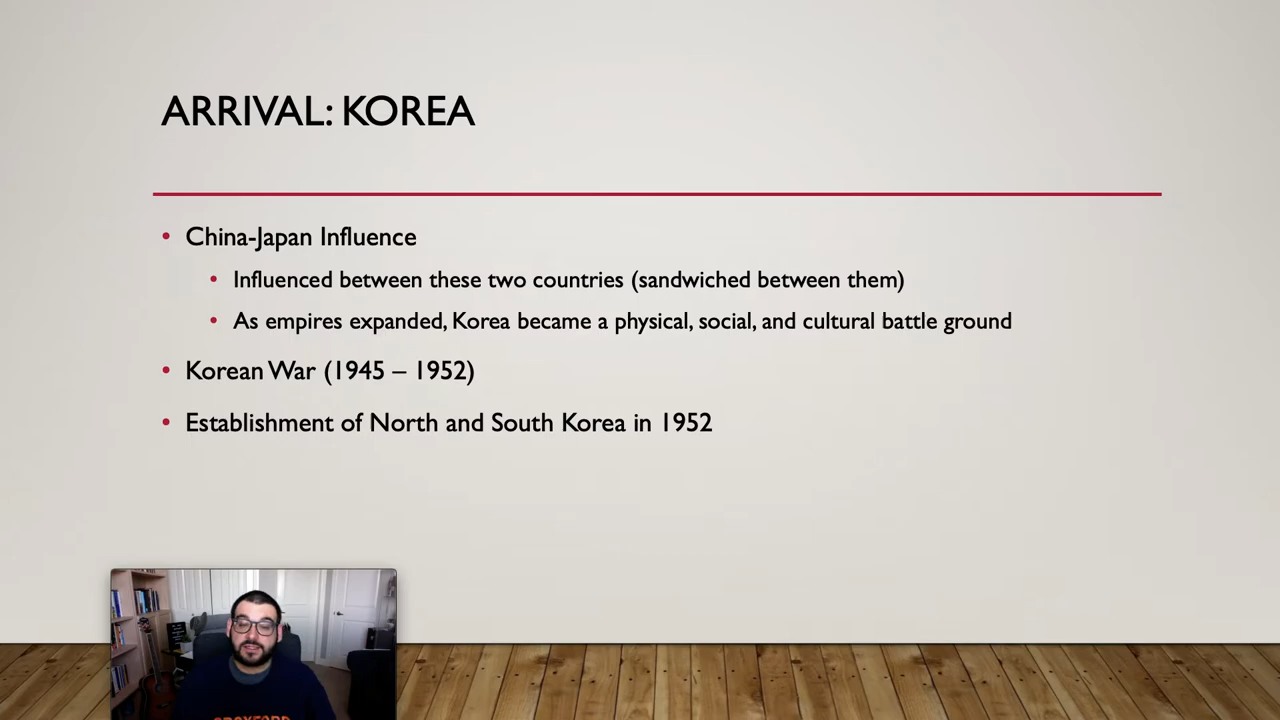 ARRIVAL: KOREA
• China-Japan Influence
• Influenced between these two countries (sandwiched between them)
• As empires expanded, Korea became a physical, social, and cultural battle ground
• Korean War (1945 – 1952)
• Establishment of North and South Korea in 1952